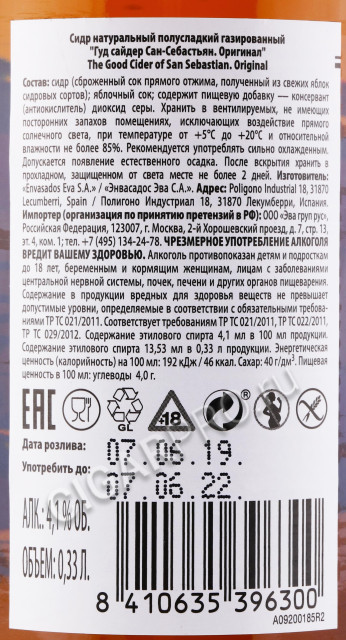 Сидр натуральный полусладкий газированный
"Гуд сайдер Сан-Себастьян. Оригинал"
The Good Cider of San Sebastian. Original
Состав: сидр (сброженный сок прямого отжима, полученный из свежих яблок
сидровых сортов); яблочный сок; содержит пищевую добавку — консервант
(антиокислитель) диоксид серы. Хранить в вентилируемых, не имеющих
посторонних запахов помещениях, исключающих воздействие прямого
солнечного света, при температуре от +5°C до +20°C и относительной
влажности не более 85%. Рекомендуется употреблять сильно охлажденным.
Допускается появление естественного осадка. После вскрытия хранить в
прохладном, защищенном от света месте не более 2 дней. Изготовитель:
«Envasados Eva S.A.» / «Энвасадос Эва С.А.». Адрес: Poligono Industrial 18, 31870
Lecumberri, Spain / Полигоно Индустриал 18, 31870 Лекумберри, Испания.
Импортер (организация по принятию претензий в РФ): ООО «Эва груп рус»,
Российская Федерация, 123007, г. Москва, 2-й Хорошевский проезд, д. 7, стр. 13,
эт. 4, ком. 1; тел. +7 (495) 134-24-78. ЧРЕЗМЕРНОЕ УПОТРЕБЛЕНИЕ АЛКОГОЛЯ
ВРЕДИТ ВАШЕМУ ЗДОРОВЬЮ. Алкоголь противопоказан детям и подросткам
до 18 лет, беременным и кормящим женщинам, лицам с заболеваниями
центральной нервной системы, почек, печени и других органов пищеварения.
Содержание в продукции вредных для здоровья веществ не превышает
допустимые уровни, определяемые в соответствии с обязательными требова-
ниями ТР ТС 021/2011. Соответствует требованиям ТР ТС 021/2011, ТР ТС 022/2011,
ТР ТС 029/2012. Содержание этилового спирта 4,1 мл в 100 мл продукции.
Содержание этилового спирта 13,53 мл в 0,33 л продукции. Энергетическая
ценность (калорийность) на 100 мл: 192 кДж / 46 ккал. Сахар: 40 г/дм³. Пищевая
ценность в 100 мл: углеводы 4,0 г.
EAC
GL
+18
®
Дата розлива: 07.06.19.
Употребить до: 07.06.22.
АЛК.: 4,1 % ОБ.
ОБЪЕМ: 0,33 Л.
8 410635 396300
A09200185R2
CIGARPRO.RU